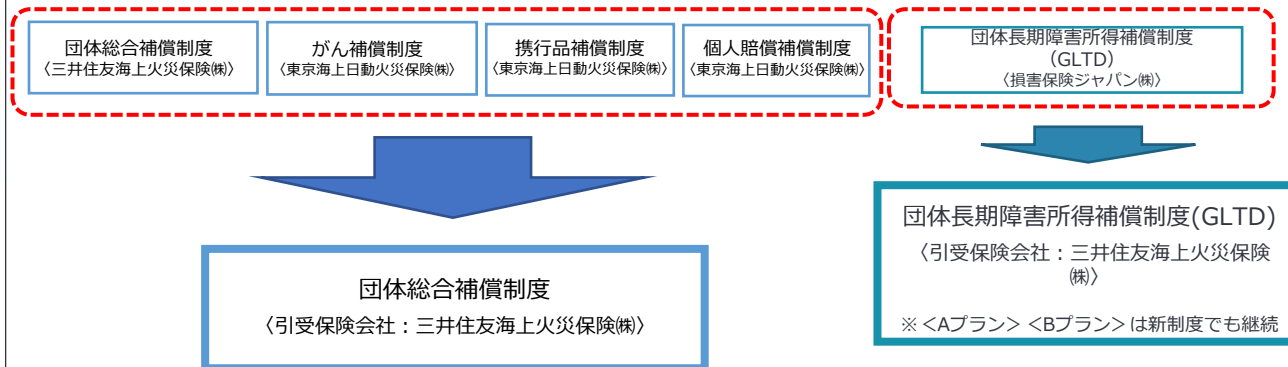 団体総合補償制度
〈三井住友海上火災保険㈱〉
がん補償制度
〈東京海上日動火災保険㈱〉
携行品補償制度
〈東京海上日動火災保険㈱〉
個人賠償補償制度
〈東京海上日動火災保険㈱〉
団体長期障害所得補償制度
（GLTD）
〈損害保険ジャパン㈱〉
団体総合補償制度
〈引受保険会社：三井住友海上火災保険㈱〉
団体長期障害所得補償制度(GLTD)
〈引受保険会社：三井住友海上火災保険
㈱〉
※＜Aプラン＞＜Bプラン＞は新制度でも継続